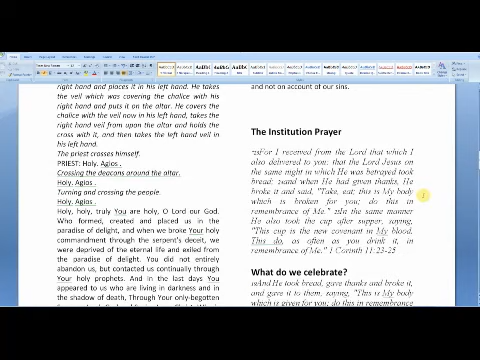 right hand and places it in his left hand. He takes
the veil which was covering the chalice with his
right hand and puts it on the altar. He covers the
chalice with the veil now in his left hand, takes the
right hand veil from upon the altar and holds the
cross with it, and then takes the left hand veil in
his left hand.
The priest crosses himself.
PRIEST: Holy. Agios .
Crossing the deacons around the altar.
Holy. Agios .
Turning and crossing the people.
Holy. Agios .
Holy, holy, truly You are holy, O Lord our God.
Who formed, created and placed us in the
paradise of delight, and when we broke Your holy
commandment through the serpent's deceit, we
were deprived of the eternal life and exiled from
the paradise of delight. You did not entirely
abandon us, but contacted us continually through
Your holy prophets. And in the last days You
appeared to us who are living in darkness and in
the shadow of death, Through Your only-begotten
and not on account of our sins.
The Institution Prayer
23For I received from the Lord that which I
also delivered to you: that the Lord Jesus on
the same night in which He was betrayed took
bread; 24and when He had given thanks, He
broke it and said, "Take, eat; this is My body
which is broken for you; do this in
remembrance of Me." 25In the same manner
He also took the cup after supper, saying,
"This cup is the new covenant in My blood.
This do, as often as you drink it, in
remembrance of Me." 1 Corinth 11:23-25
What do we celebrate?
And He took bread, gave thanks and broke it,
and gave it to them, saying, "This is My body
which is given for you; do this in remembrance